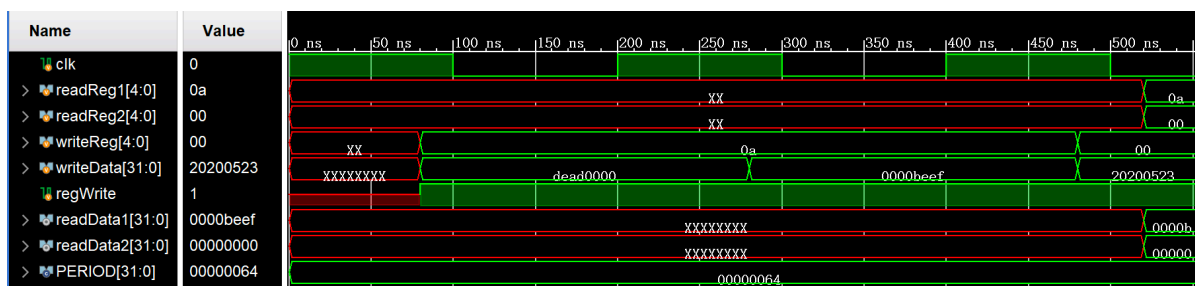 Name Value
0 ns 50 ns 100 ns 150 ns 200 ns 250 ns 300 ns 350 ns 400 ns 450 ns 500 ns
clk 0
readReg1[4:0] 0a XX 0a
readReg2[4:0] 00 XX 00
writeReg[4:0] 00 XX 0a 00
writeData[31:0] 20200523 XXXXXXXX dead0000 0000beef 20200523
regWrite 1
readData1[31:0] 0000beef XXXXXXXX 0000b
readData2[31:0] 00000000 XXXXXXXX 00000
PERIOD[31:0] 00000064 00000064